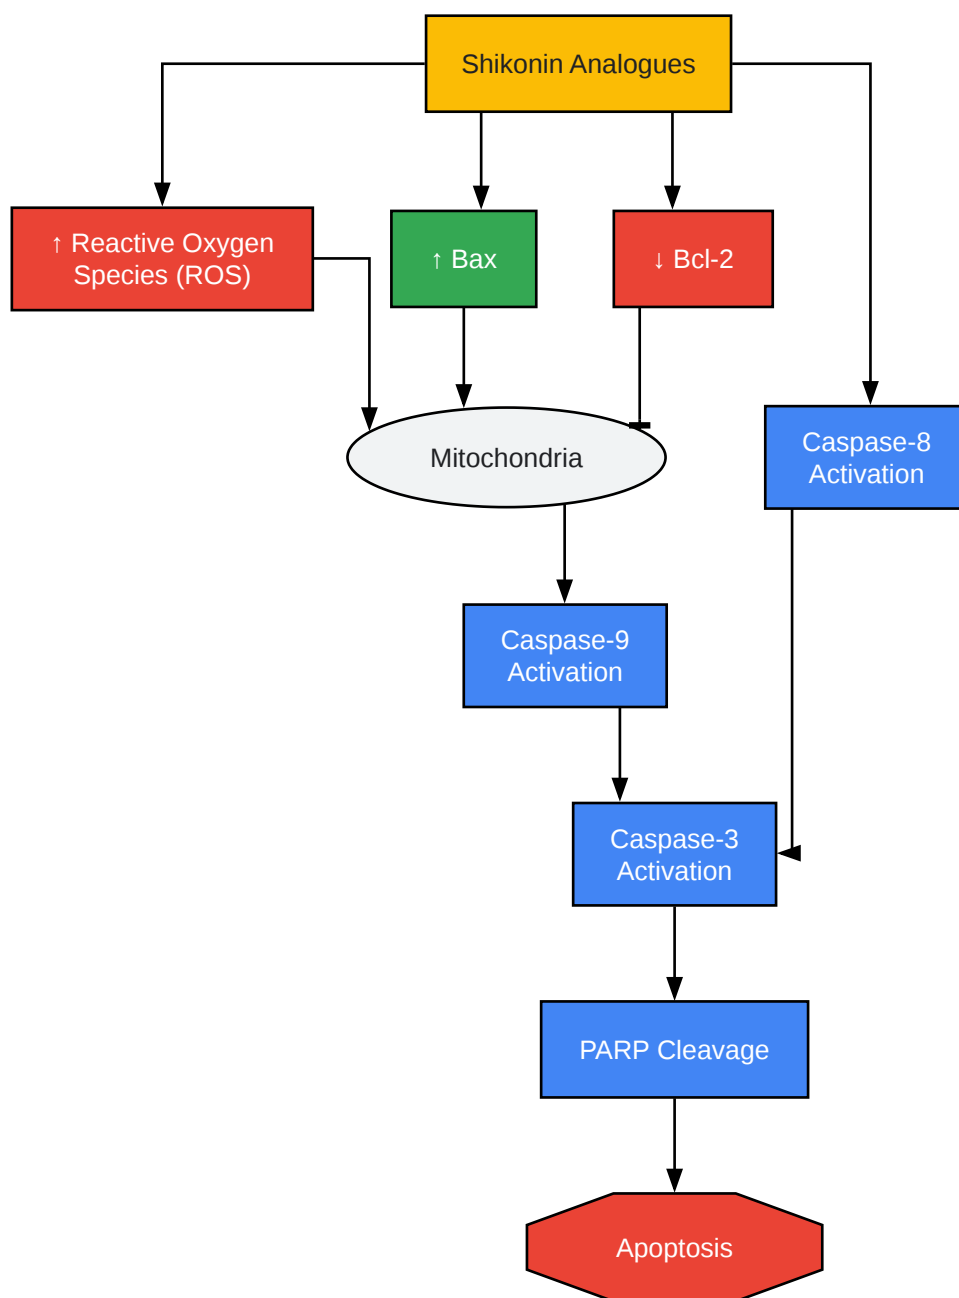 Shikonin Analogues
↑ Reactive Oxygen
Species (ROS)
↑ Bax
↓ Bcl-2
Mitochondria
Caspase-8
Activation
Caspase-9
Activation
Caspase-3
Activation
PARP Cleavage
Apoptosis